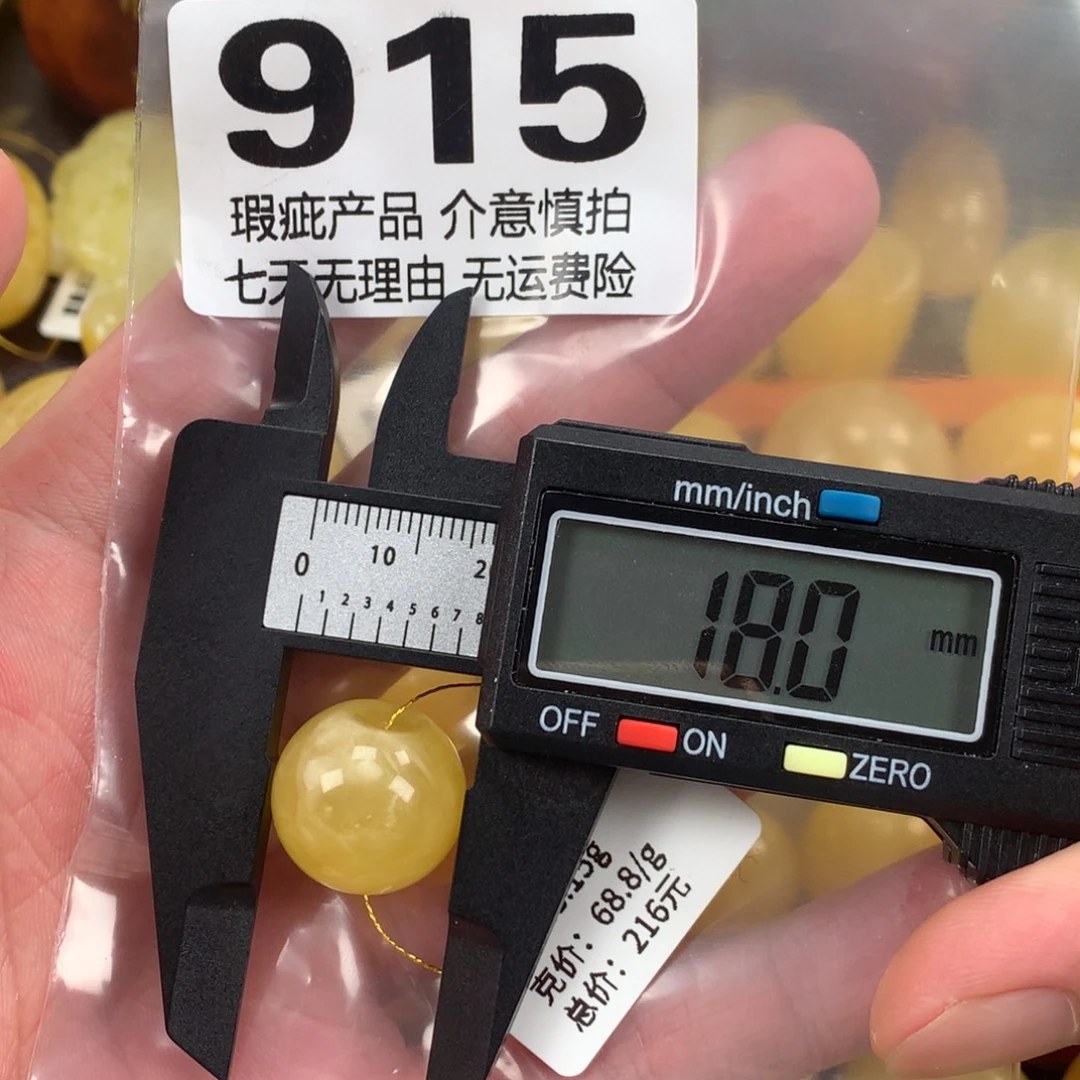 915
瑕疵产品 介意慎拍
七天无理由 无运费险
mm/inch
0 10 2
1 2 3 4 5 6 7 8
18.0 mm
OFF ON ZERO
克价：68.8/g
总价：216元